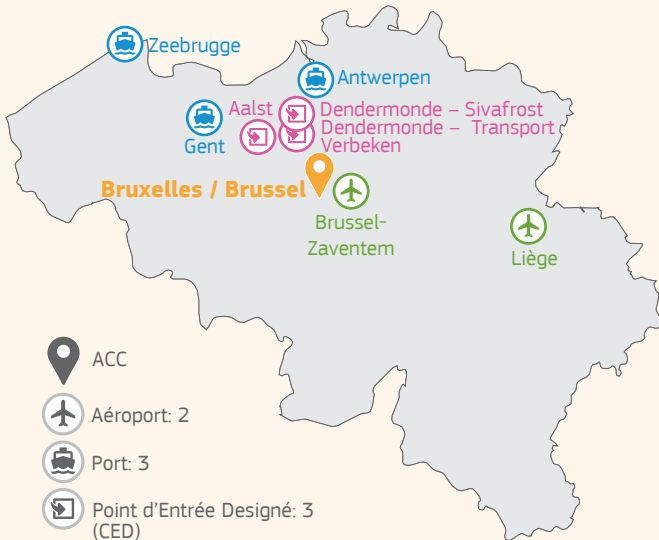 Zeebrugge
Antwerpen
Aalst
Dendermonde – Sivafrost
Dendermonde – Transport
Verbeken
Gent
Bruxelles / Brussel
Brussel-
Zaventem
Liège
ACC
Aéroport: 2
Port: 3
Point d'Entrée Designé: 3
(CED)